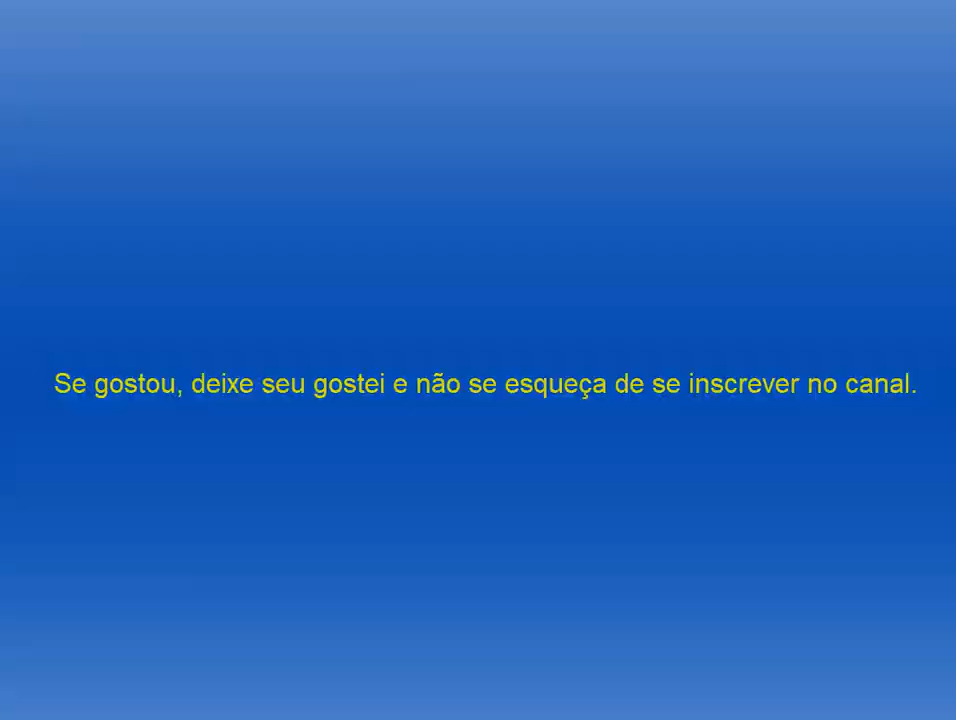 Se gostou, deixe seu gostei e não se esqueça de se inscrever no canal.